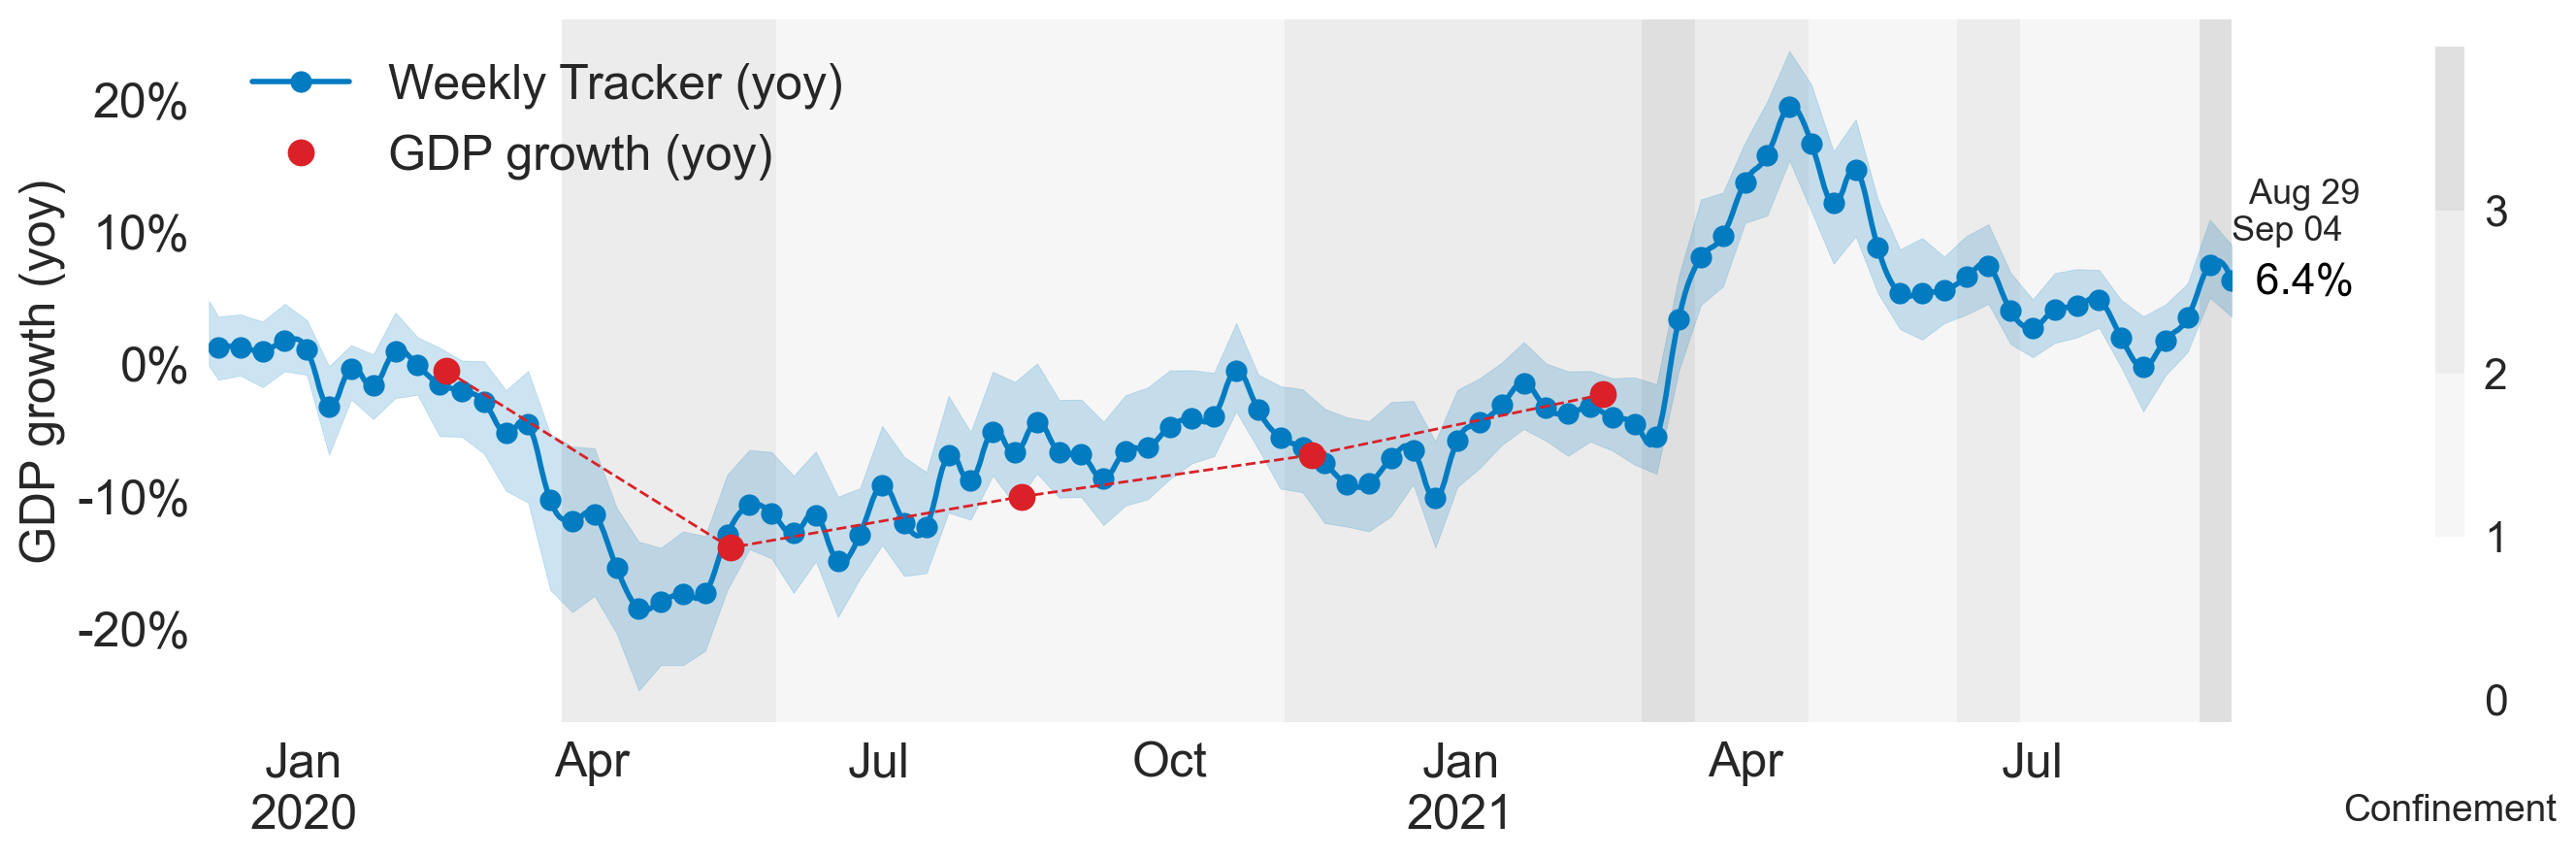 Weekly Tracker (yoy)
GDP growth (yoy)
GDP growth (yoy)
20%
10%
0%
-10%
-20%
Jan
2020
Apr
Jul
Oct
Jan
2021
Apr
Jul
Aug 29
Sep 04
6.4%
3
2
1
0
Confinement